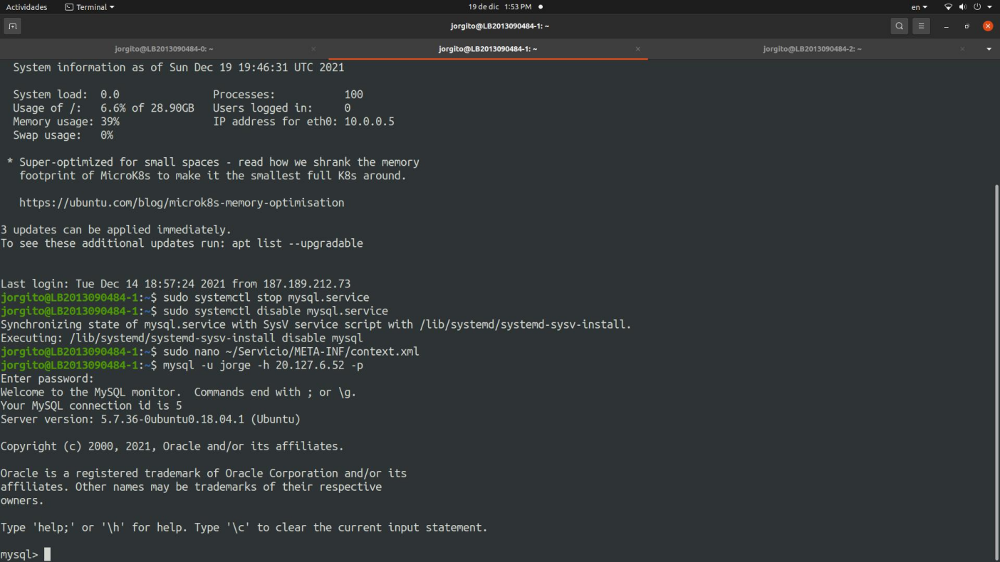 Actividades Terminal 19 de dic 1:53 PM en
jorgito@LB2013090484-1: ~
jorgito@LB2013090484-0: ~ jorgito@LB2013090484-1: ~ jorgito@LB2013090484-2: ~
System information as of Sun Dec 19 19:46:31 UTC 2021
System load: 0.0 Processes: 100
Usage of /: 6.6% of 28.90GB Users logged in: 0
Memory usage: 39% IP address for eth0: 10.0.0.5
Swap usage: 0%
* Super-optimized for small spaces - read how we shrank the memory
footprint of MicroK8s to make it the smallest full K8s around.
https://ubuntu.com/blog/microk8s-memory-optimisation
3 updates can be applied immediately.
To see these additional updates run: apt list --upgradable
Last login: Tue Dec 14 18:57:24 2021 from 187.189.212.73
jorgito@LB2013090484-1:~$ sudo systemctl stop mysql.service
jorgito@LB2013090484-1:~$ sudo systemctl disable mysql.service
Synchronizing state of mysql.service with SysV service script with /lib/systemd/systemd-sysv-install.
Executing: /lib/systemd/systemd-sysv-install disable mysql
jorgito@LB2013090484-1:~$ sudo nano ~/Servicio/META-INF/context.xml
jorgito@LB2013090484-1:~$ mysql -u jorge -h 20.127.6.52 -p
Enter password:
Welcome to the MySQL monitor.  Commands end with ; or \g.
Your MySQL connection id is 5
Server version: 5.7.36-0ubuntu0.18.04.1 (Ubuntu)
Copyright (c) 2000, 2021, Oracle and/or its affiliates.
Oracle is a registered trademark of Oracle Corporation and/or its
affiliates. Other names may be trademarks of their respective
owners.
Type 'help;' or '\h' for help. Type '\c' to clear the current input statement.
mysql>